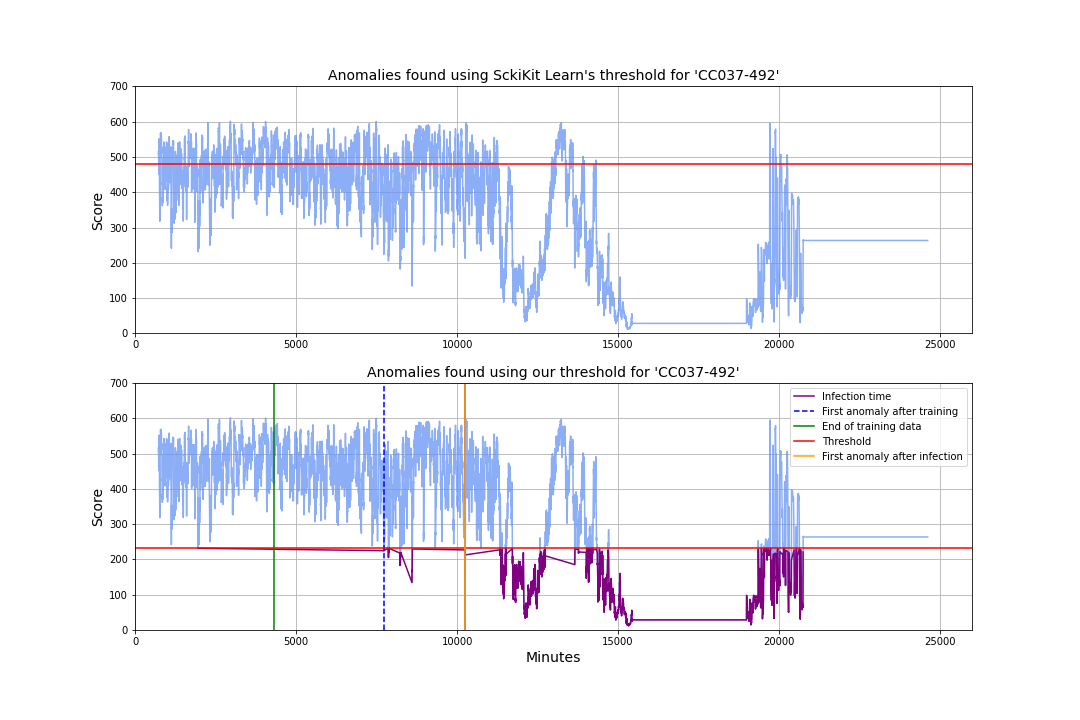 Anomalies found using SckiKit Learn's threshold for 'CC037-492'
700
600
500
400
300
200
100
0
Score
0 5000 10000 15000 20000 25000
Anomalies found using our threshold for 'CC037-492'
700
600
500
400
300
200
100
0
Score
Infection time
First anomaly after training
End of training data
Threshold
First anomaly after infection
0 5000 10000 15000 20000 25000
Minutes